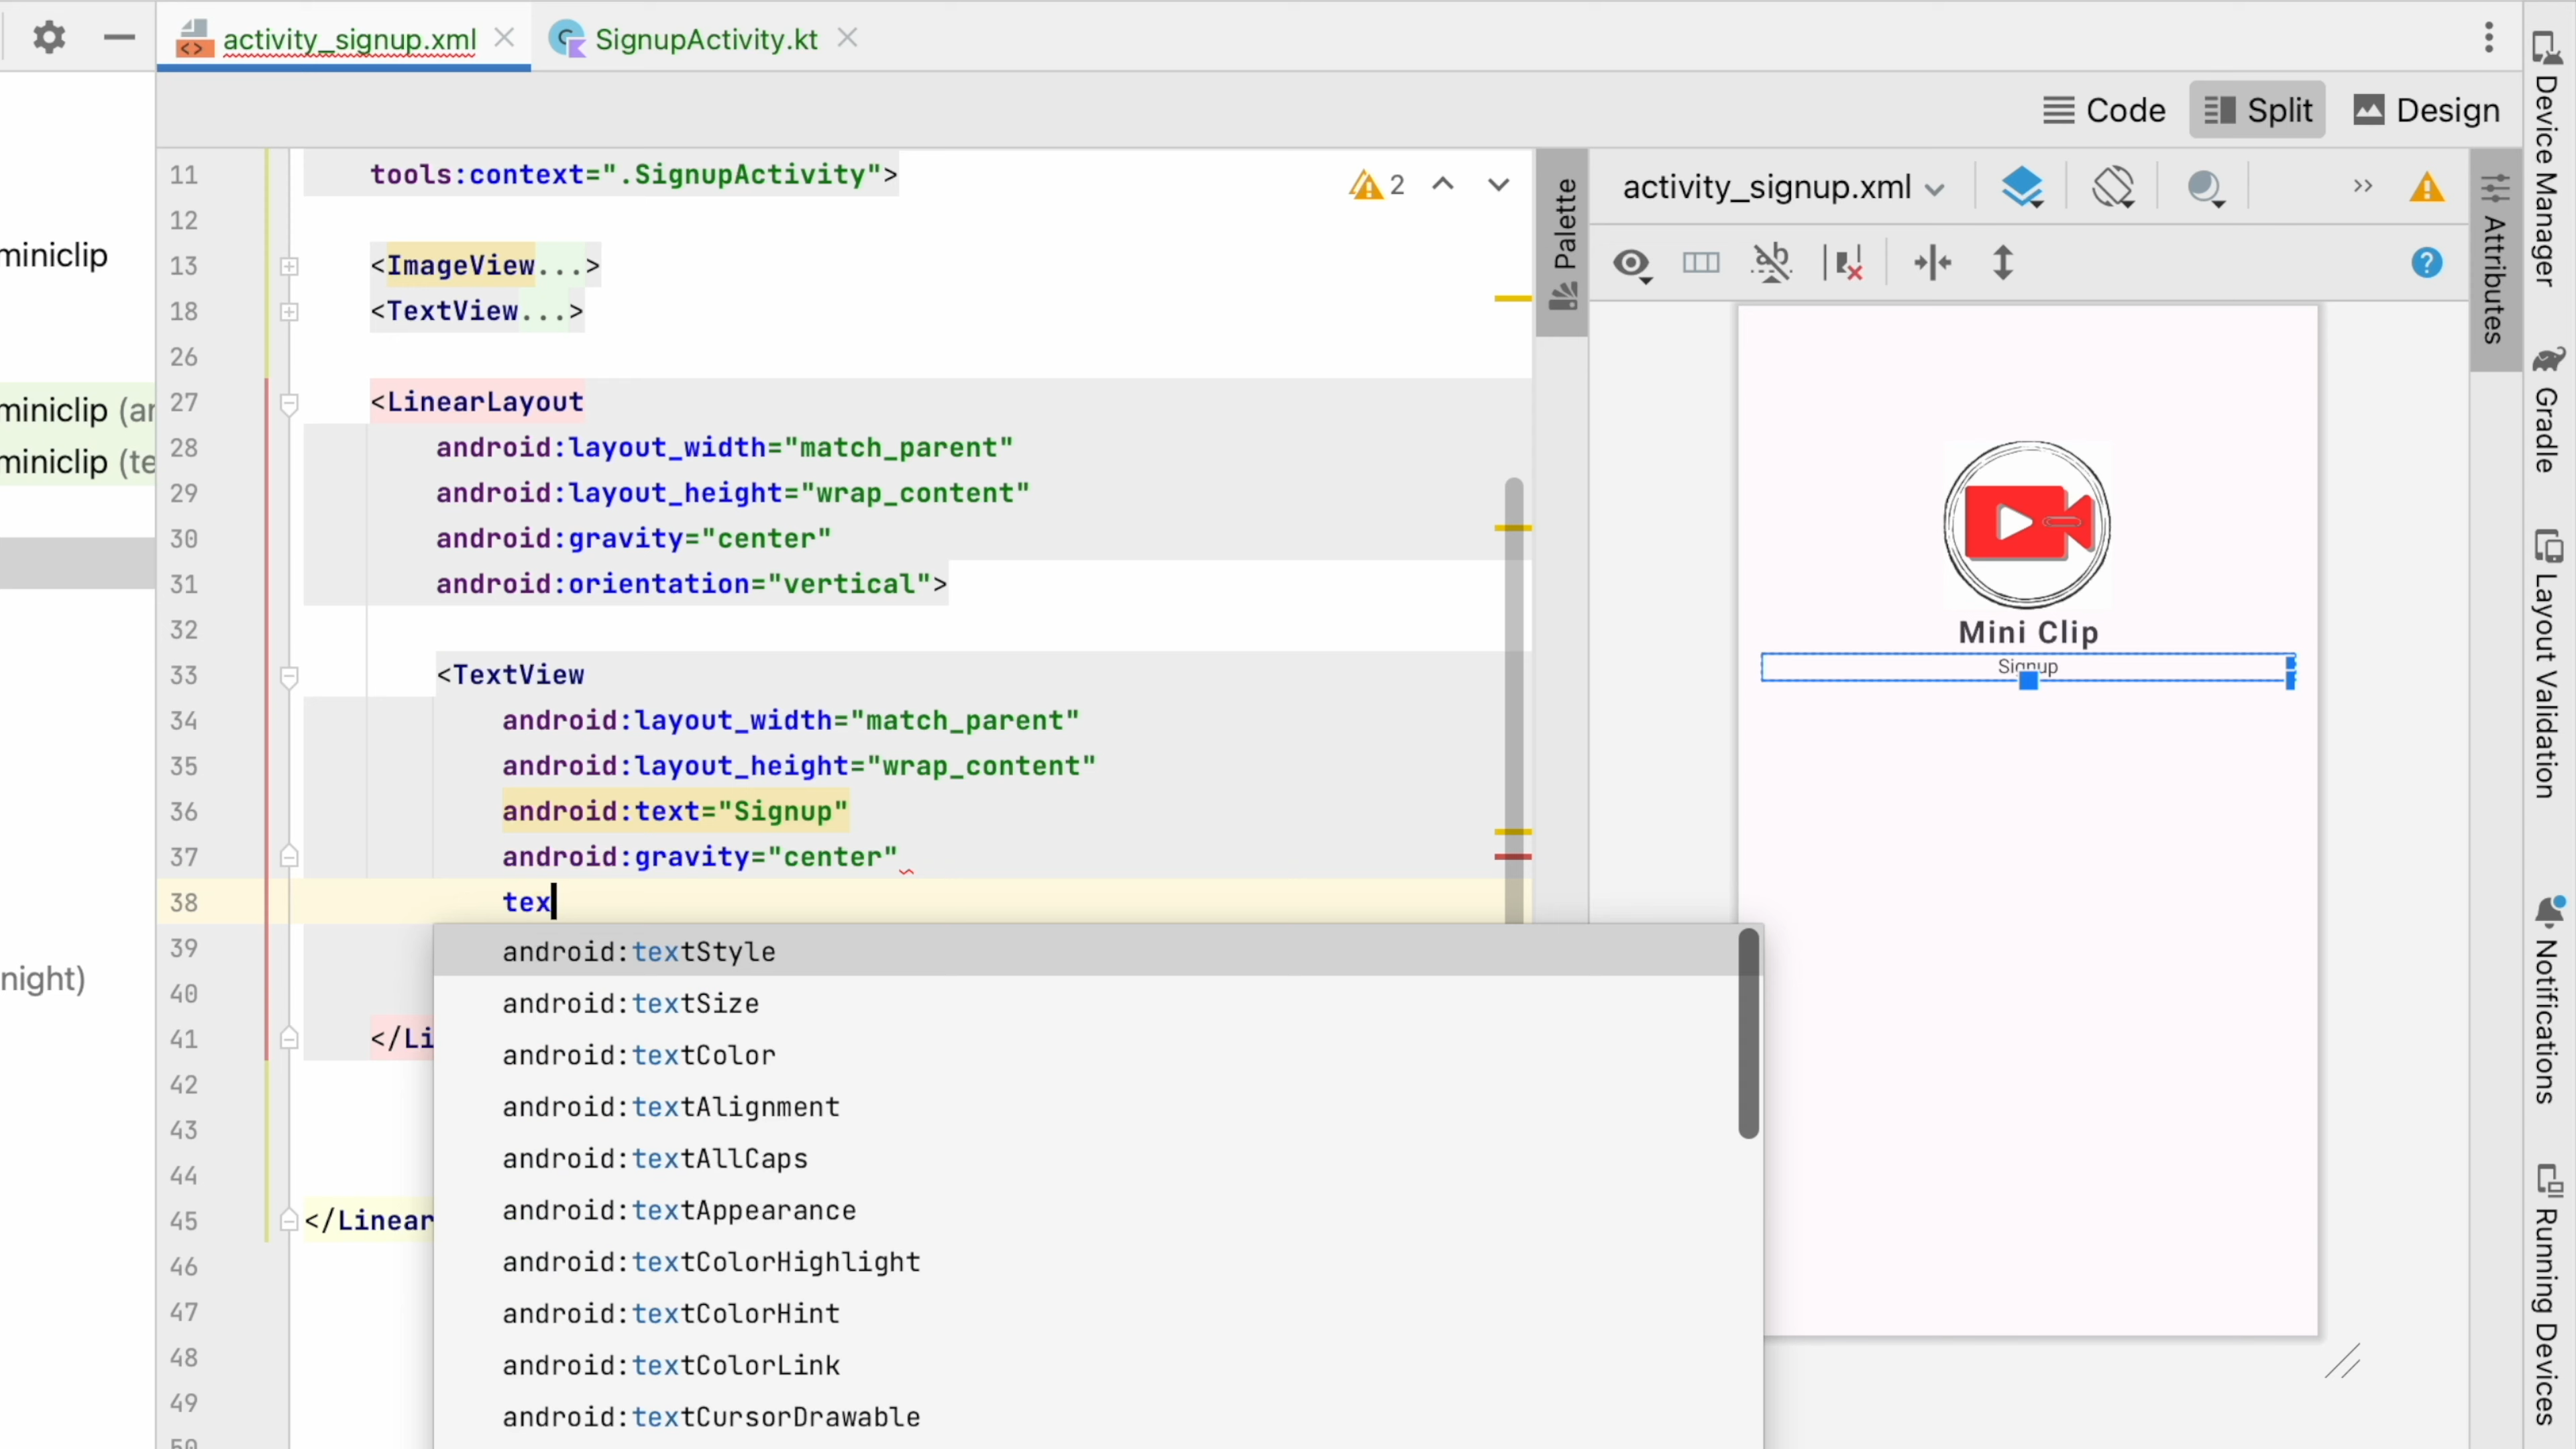 activity_signup.xml
SignupActivity.kt
Code
Split
Design
miniclip
miniclip (ar
miniclip (te
night)
11 tools:context=".SignupActivity">
12
13 <ImageView...>
18 <TextView...>
26
27 <LinearLayout
28 android:layout_width="match_parent"
29 android:layout_height="wrap_content"
30 android:gravity="center"
31 android:orientation="vertical">
32
33 <TextView
34 android:layout_width="match_parent"
35 android:layout_height="wrap_content"
36 android:text="Signup"
37 android:gravity="center"
38 tex
39
40
41 </Li
42
43
44
45 </Linear
46
47
48
49
50
2
android:textStyle
android:textSize
android:textColor
android:textAlignment
android:textAllCaps
android:textAppearance
android:textColorHighlight
android:textColorHint
android:textColorLink
android:textCursorDrawable
Palette
activity_signup.xml
Mini Clip
Signup
Attributes
Device Manager
Gradle
Layout Validation
Notifications
Running Devices